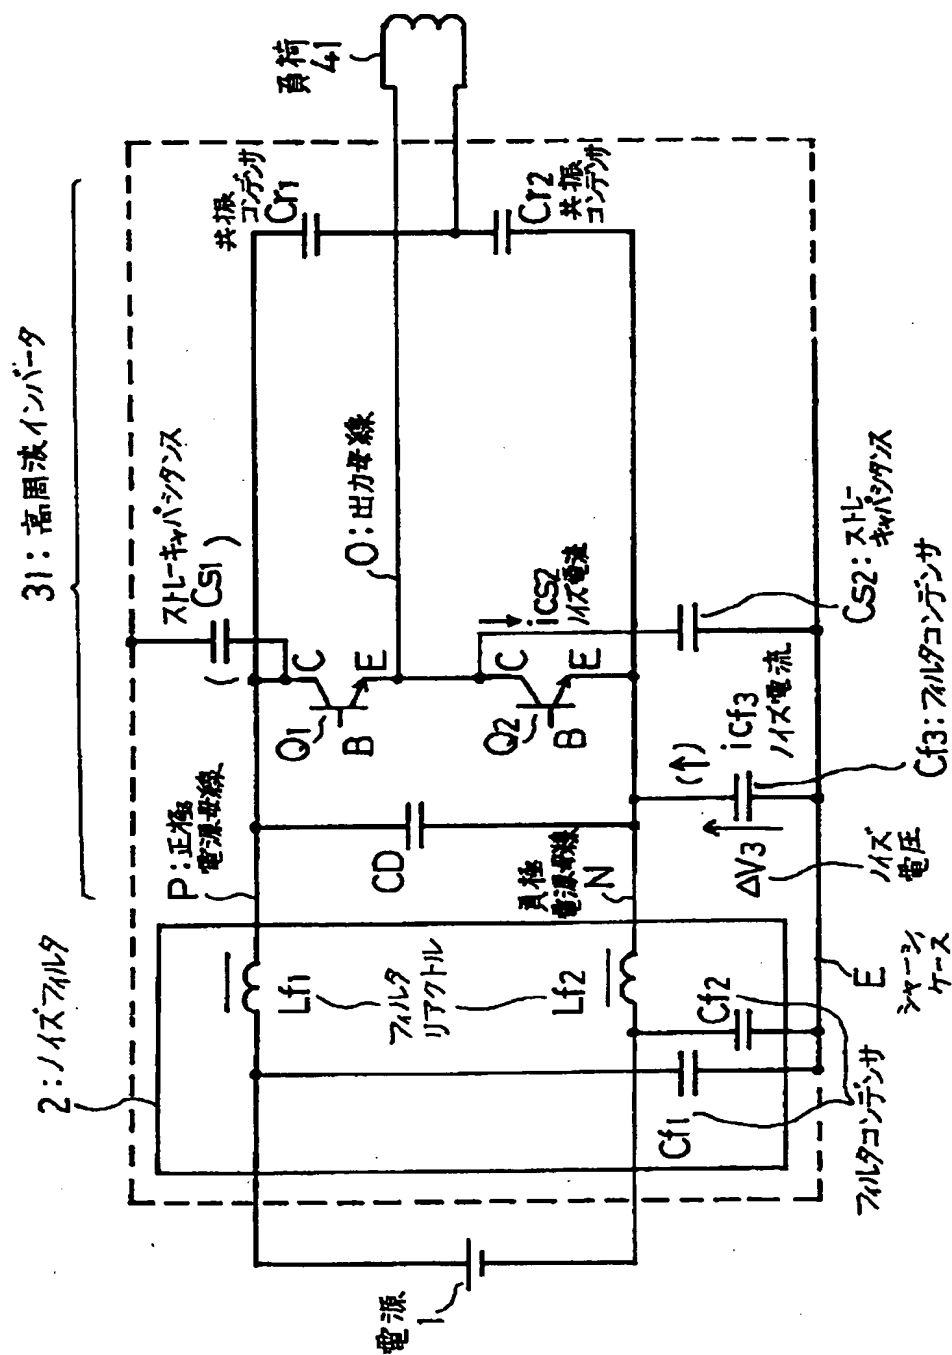 31:高周波インバータ
2:ノイズフィルタ
P:正極
電源母線
ストレーキャパシタンス
( Cs1 )
共振
コンデンサ
Cr1
負荷
41
Lf1
フィルタ
リアクトル
Lf2
CD
Q1
C
B
E
O:出力母線
Q2
C
B
E
ics2
ノイズ電流
Cr2
共振
コンデンサ
負極
電源母線
N
電源
1
Cf1
Cf2
フィルタコンデンサ
E
シャーシ,
ケース
ΔV3
ノイズ
電圧
(↑)
icf3
ノイズ電流
Cf3:フィルタコンデンサ
Cs2:ストレー
キャパシタンス